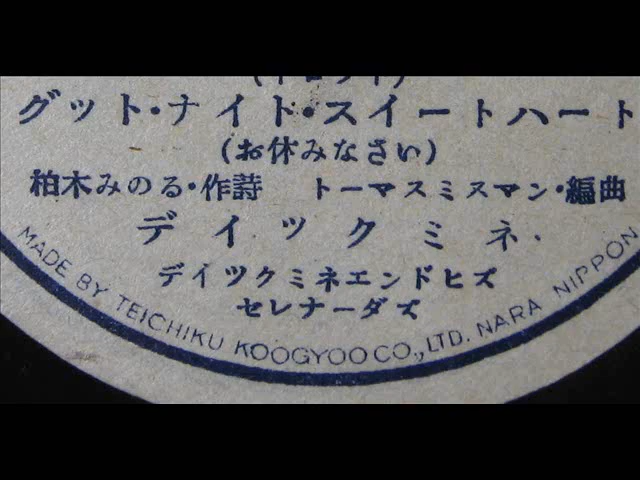 グット・ナイト・スイートハート
(お休みなさい)
柏木みのる・作詩 トーマスミスマン・編曲
デイツクミネ.
デイツクミネエンドヒズ
セレナーダズ
MADE BY TEICHIKU KOOGYOO CO., LTD. NARA NIPPON